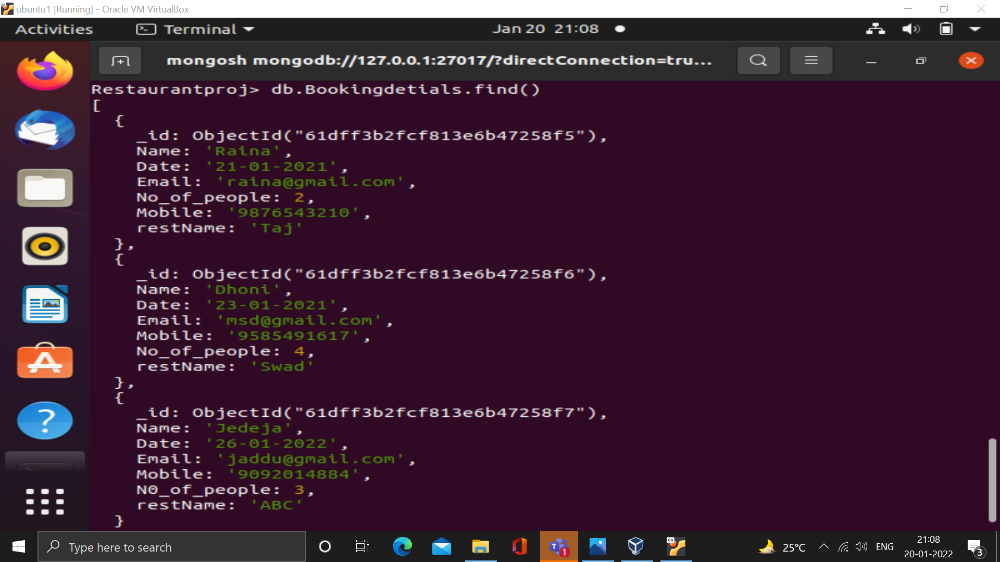 ubuntu1 [Running] - Oracle VM VirtualBox
Activities Terminal Jan 20 21:08
mongosh mongodb://127.0.0.1:27017/?directConnection=tru...
Restaurantproj> db.Bookingdetials.find()
[
  {
    _id: ObjectId("61dff3b2fcf813e6b47258f5"),
    Name: 'Raina',
    Date: '21-01-2021',
    Email: 'raina@gmail.com',
    No_of_people: 2,
    Mobile: '9876543210',
    restName: 'Taj'
  },
  {
    _id: ObjectId("61dff3b2fcf813e6b47258f6"),
    Name: 'Dhoni',
    Date: '23-01-2021',
    Email: 'msd@gmail.com',
    Mobile: '9585491617',
    No_of_people: 4,
    restName: 'Swad'
  },
  {
    _id: ObjectId("61dff3b2fcf813e6b47258f7"),
    Name: 'Jedeja',
    Date: '26-01-2022',
    Email: 'jaddu@gmail.com',
    Mobile: '9092014884',
    N0_of_people: 3,
    restName: 'ABC'
  }
Type here to search
T 1
64
25°C
ENG
21:08
20-01-2022
3